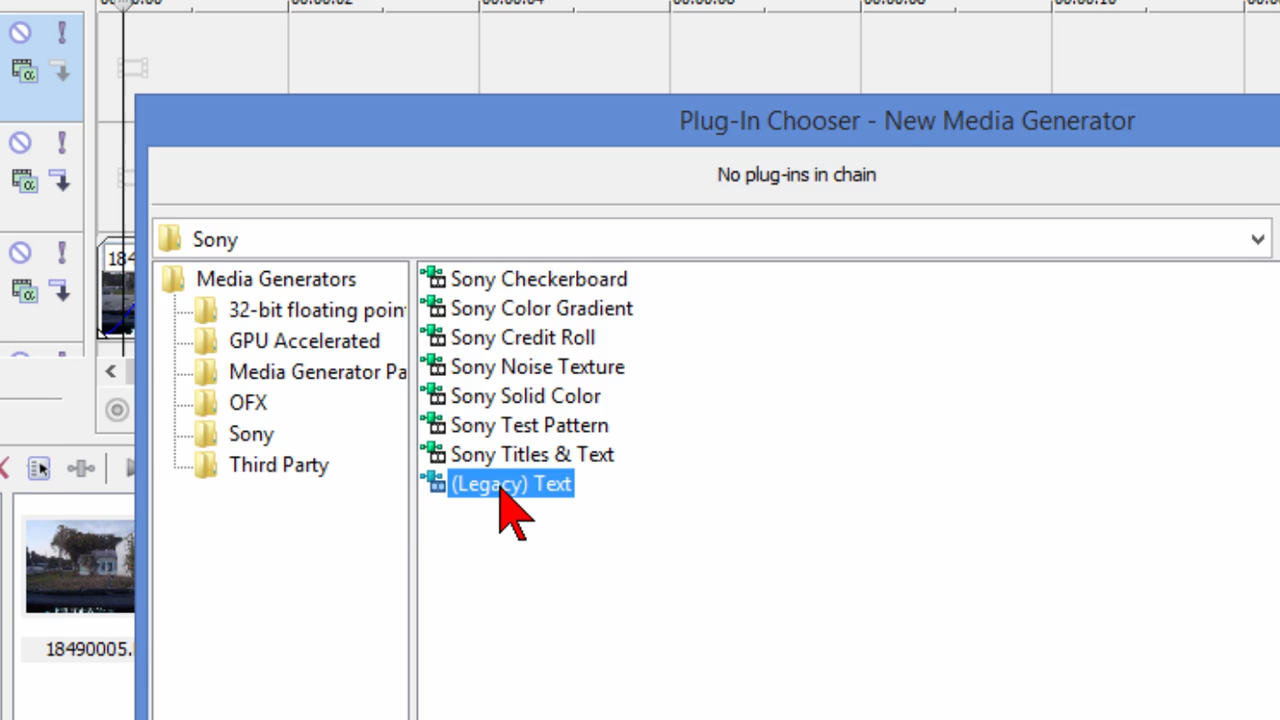 Plug-In Chooser - New Media Generator
No plug-ins in chain
Sony
Media Generators
32-bit floating poin
GPU Accelerated
Media Generator Pa
OFX
Sony
Third Party
Sony Checkerboard
Sony Color Gradient
Sony Credit Roll
Sony Noise Texture
Sony Solid Color
Sony Test Pattern
Sony Titles & Text
(Legacy) Text
184
18490005.